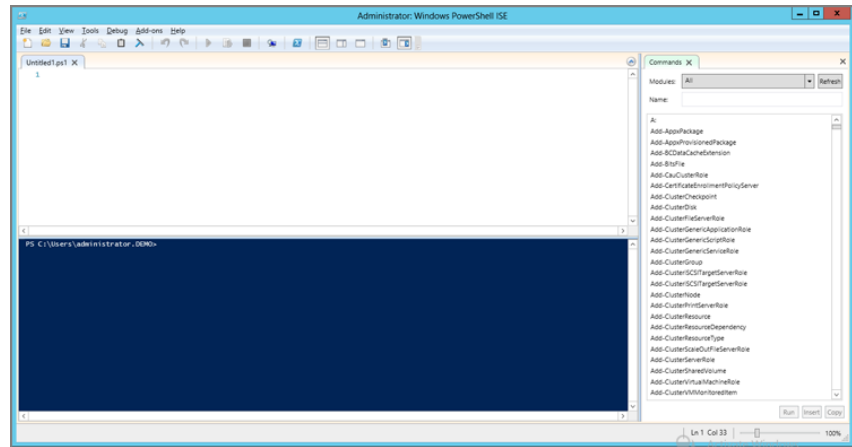 Administrator: Windows PowerShell ISE
File Edit View Tools Debug Add-ons Help
Untitled1.ps1 X
1
PS C:\Users\administrator.DEMO>
Commands X
Modules: All Refresh
Name:
A:
Add-AppxPackage
Add-AppxProvisionedPackage
Add-BCDataCacheExtension
Add-BitsFile
Add-CauClusterRole
Add-CertificateEnrollmentPolicyServer
Add-ClusterCheckpoint
Add-ClusterDisk
Add-ClusterFileServerRole
Add-ClusterGenericApplicationRole
Add-ClusterGenericScriptRole
Add-ClusterGenericServiceRole
Add-ClusterGroup
Add-ClusteriSCSITargetServerRole
Add-ClusteriSCSITargetServerRole
Add-ClusterNode
Add-ClusterPrintServerRole
Add-ClusterResource
Add-ClusterResourceDependency
Add-ClusterResourceType
Add-ClusterScaleOutFileServerRole
Add-ClusterServerRole
Add-ClusterSharedVolume
Add-ClusterVirtualMachineRole
Add-ClusterVMMonitoredItem
Run Insert Copy
Ln 1 Col 33 100%